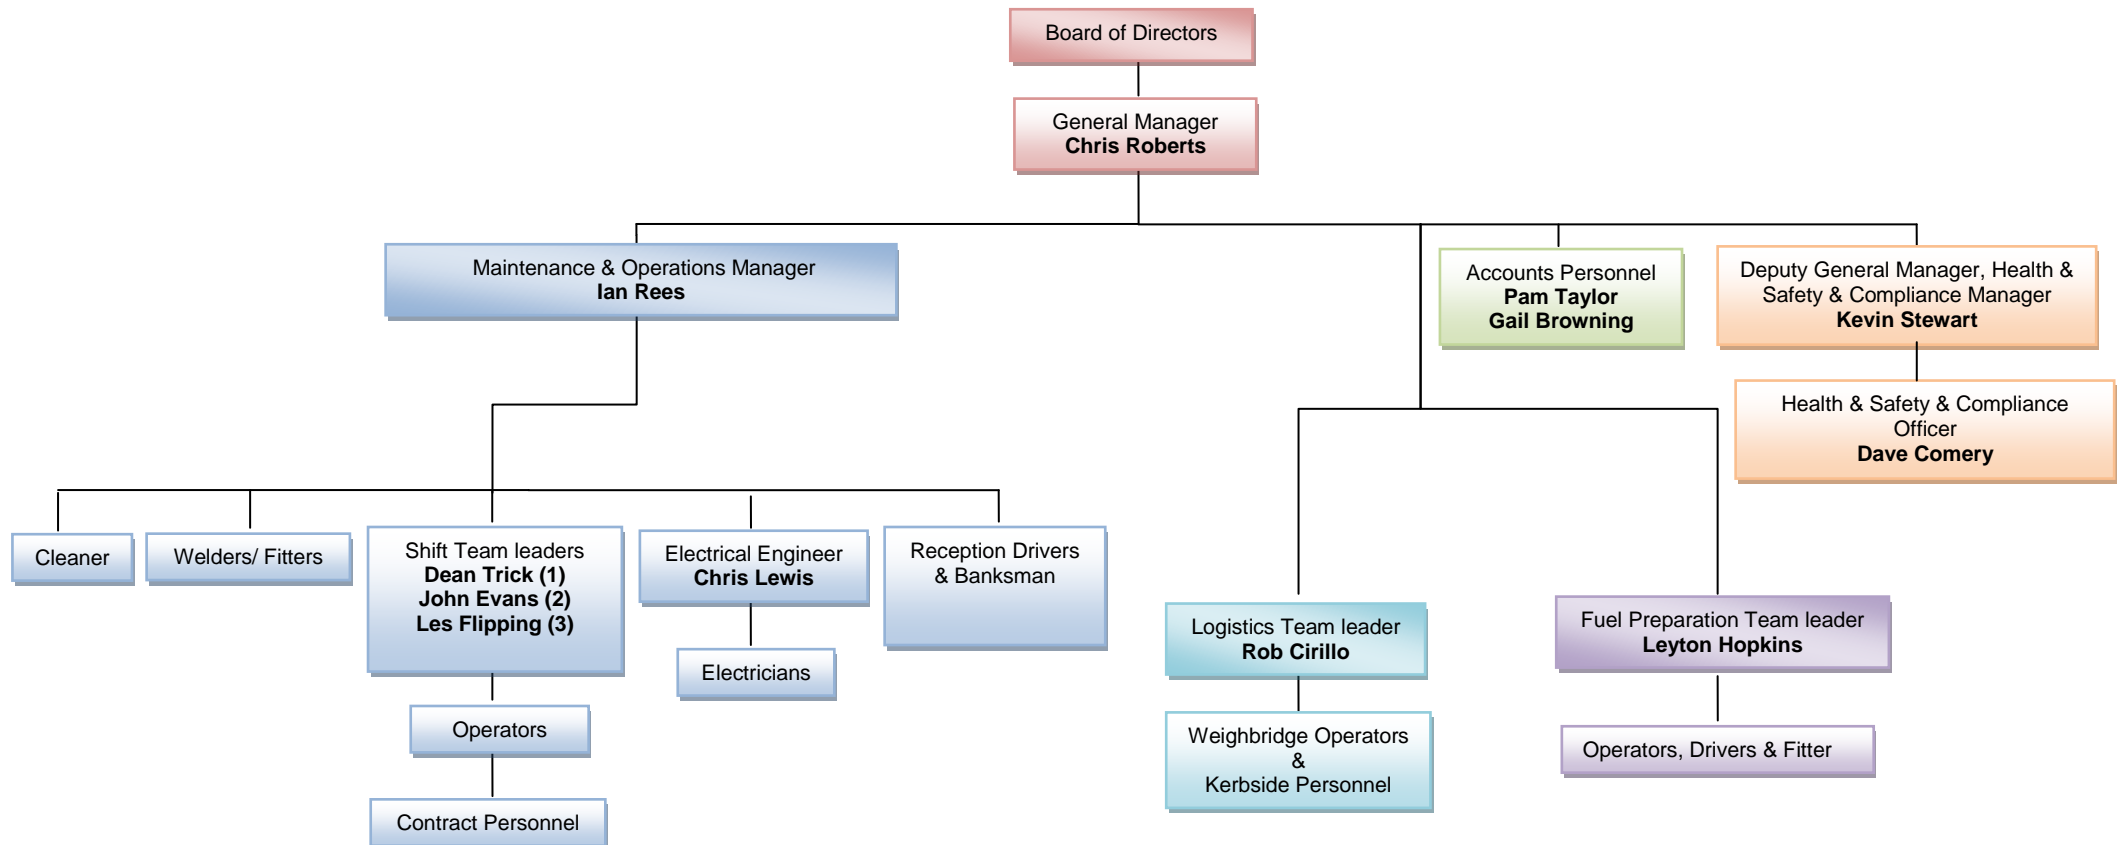 Board of Directors
General Manager
Chris Roberts
Maintenance & Operations Manager
Ian Rees
Accounts Personnel
Pam Taylor
Gail Browning
Deputy General Manager, Health &
Safety & Compliance Manager
Kevin Stewart
Health & Safety & Compliance
Officer
Dave Comery
Cleaner
Welders/ Fitters
Shift Team leaders
Dean Trick (1)
John Evans (2)
Les Flipping (3)
Electrical Engineer
Chris Lewis
Reception Drivers
& Banksman
Electricians
Operators
Contract Personnel
Logistics Team leader
Rob Cirillo
Weighbridge Operators
&
Kerbside Personnel
Fuel Preparation Team leader
Leyton Hopkins
Operators, Drivers & Fitter